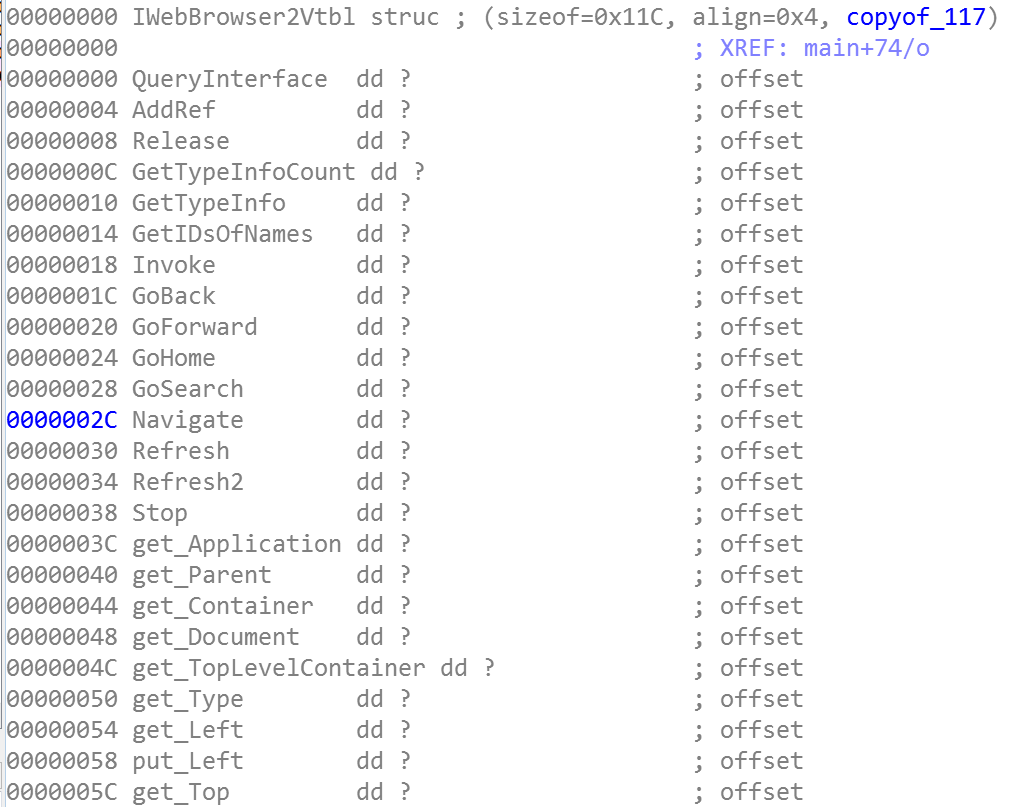 00000000 IWebBrowser2Vtbl struc ; (sizeof=0x11C, align=0x4, copyof_117)
00000000 ; XREF: main+74/o
00000000 QueryInterface dd ? ; offset
00000004 AddRef dd ? ; offset
00000008 Release dd ? ; offset
0000000C GetTypeInfoCount dd ? ; offset
00000010 GetTypeInfo dd ? ; offset
00000014 GetIDsOfNames dd ? ; offset
00000018 Invoke dd ? ; offset
0000001C GoBack dd ? ; offset
00000020 GoForward dd ? ; offset
00000024 GoHome dd ? ; offset
00000028 GoSearch dd ? ; offset
0000002C Navigate dd ? ; offset
00000030 Refresh dd ? ; offset
00000034 Refresh2 dd ? ; offset
00000038 Stop dd ? ; offset
0000003C get_Application dd ? ; offset
00000040 get_Parent dd ? ; offset
00000044 get_Container dd ? ; offset
00000048 get_Document dd ? ; offset
0000004C get_TopLevelContainer dd ? ; offset
00000050 get_Type dd ? ; offset
00000054 get_Left dd ? ; offset
00000058 put_Left dd ? ; offset
0000005C get_Top dd ? ; offset